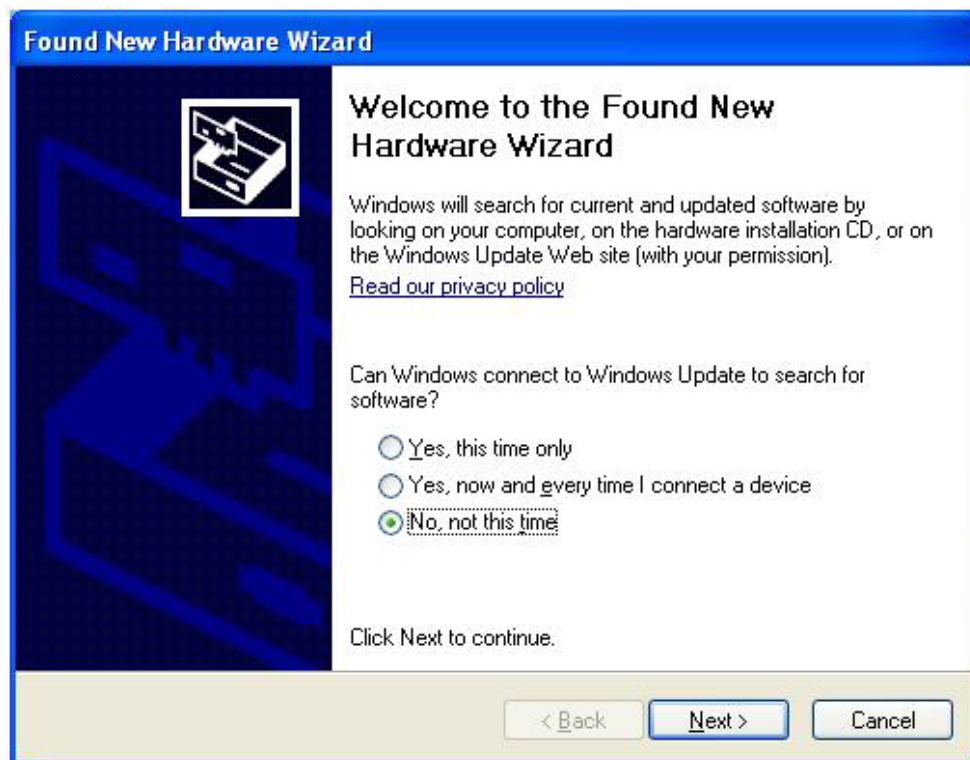 Found New Hardware Wizard
Welcome to the Found New
Hardware Wizard
Windows will search for current and updated software by
looking on your computer, on the hardware installation CD, or on
the Windows Update Web site (with your permission).
Read our privacy policy
Can Windows connect to Windows Update to search for
software?
Yes, this time only
Yes, now and every time I connect a device
No, not this time
Click Next to continue.
< Back
Next >
Cancel